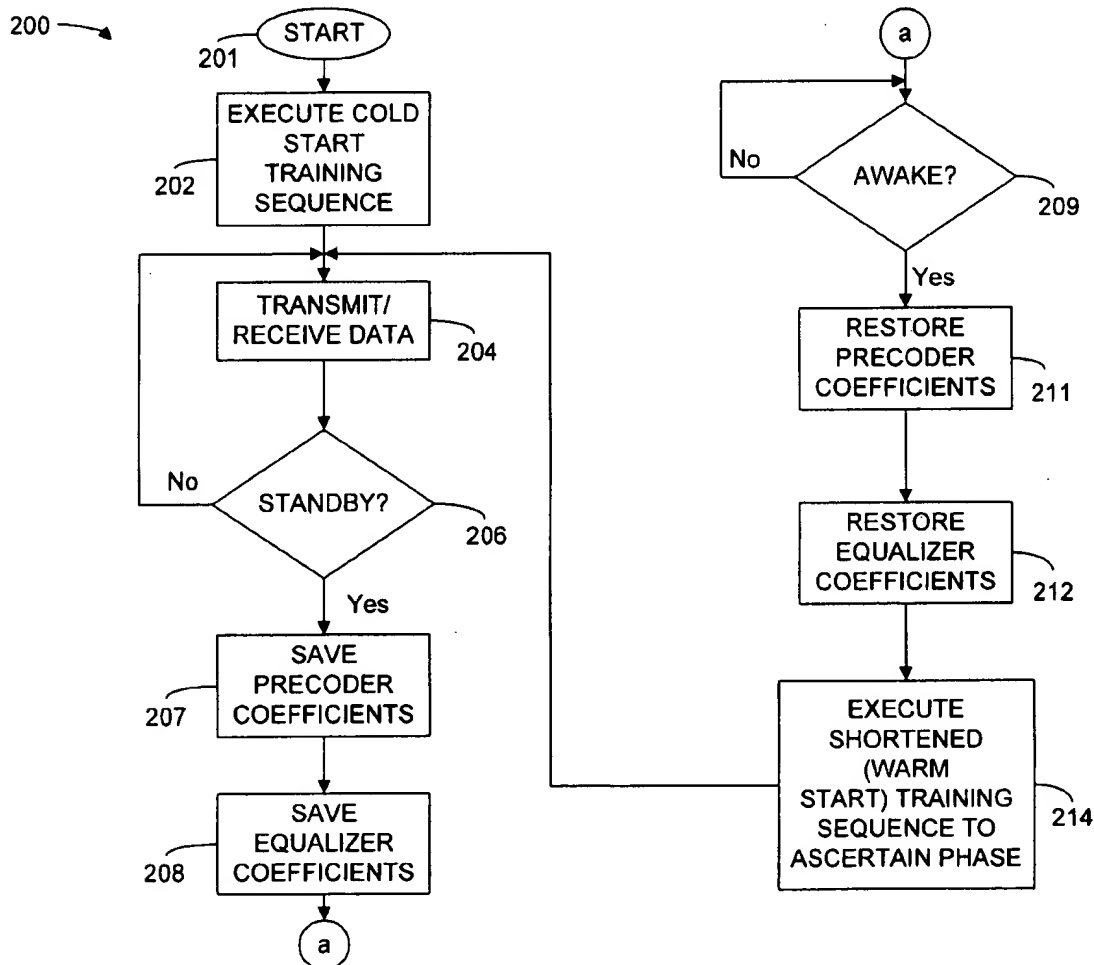 200
START
201
EXECUTE COLD
START
TRAINING
SEQUENCE
202
TRANSMIT/
RECEIVE DATA
204
No
STANDBY?
206
Yes
SAVE
PRECODER
COEFFICIENTS
207
SAVE
EQUALIZER
COEFFICIENTS
208
a
a
No
AWAKE?
209
Yes
RESTORE
PRECODER
COEFFICIENTS
211
RESTORE
EQUALIZER
COEFFICIENTS
212
EXECUTE
SHORTENED
(WARM
START) TRAINING
SEQUENCE TO
ASCERTAIN PHASE
214